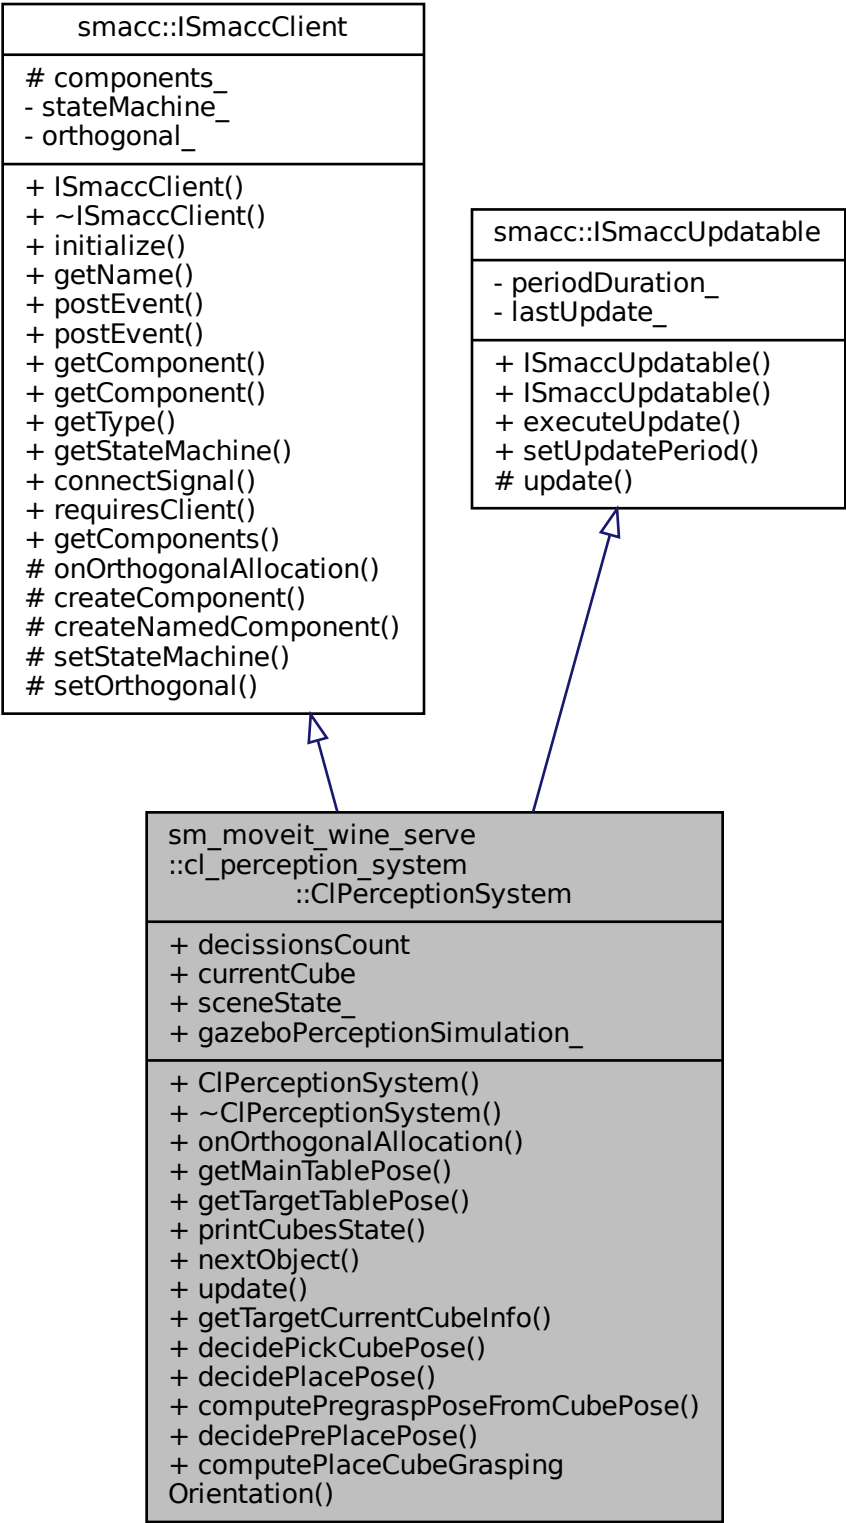 smacc::ISmaccClient
# components_
- stateMachine_
- orthogonal_
+ ISmaccClient()
+ ~ISmaccClient()
+ initialize()
+ getName()
+ postEvent()
+ postEvent()
+ getComponent()
+ getComponent()
+ getType()
+ getStateMachine()
+ connectSignal()
+ requiresClient()
+ getComponents()
# onOrthogonalAllocation()
# createComponent()
# createNamedComponent()
# setStateMachine()
# setOrthogonal()
smacc::ISmaccUpdatable
- periodDuration_
- lastUpdate_
+ ISmaccUpdatable()
+ ISmaccUpdatable()
+ executeUpdate()
+ setUpdatePeriod()
# update()
sm_moveit_wine_serve
::cl_perception_system
::ClPerceptionSystem
+ decissionsCount
+ currentCube
+ sceneState_
+ gazeboPerceptionSimulation_
+ ClPerceptionSystem()
+ ~ClPerceptionSystem()
+ onOrthogonalAllocation()
+ getMainTablePose()
+ getTargetTablePose()
+ printCubesState()
+ nextObject()
+ update()
+ getTargetCurrentCubeInfo()
+ decidePickCubePose()
+ decidePlacePose()
+ computePregraspPoseFromCubePose()
+ decidePrePlacePose()
+ computePlaceCubeGrasping
Orientation()